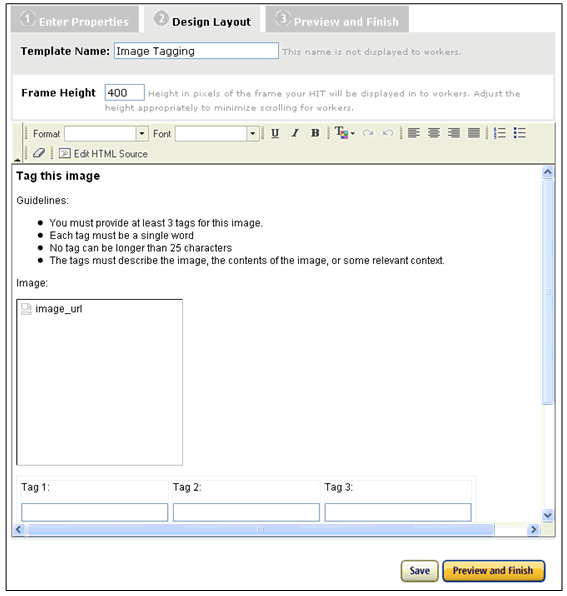 1 Enter Properties 2 Design Layout 3 Preview and Finish
Template Name: Image Tagging This name is not displayed to workers.
Frame Height 400 Height in pixels of the frame your HIT will be displayed in to workers. Adjust the
height appropriately to minimize scrolling for workers.
Format Font U I B T
Edit HTML Source
Tag this image
Guidelines:
You must provide at least 3 tags for this image.
Each tag must be a single word
No tag can be longer than 25 characters
The tags must describe the image, the contents of the image, or some relevant context.
Image:
image_url
Tag 1: Tag 2: Tag 3:
Save Preview and Finish